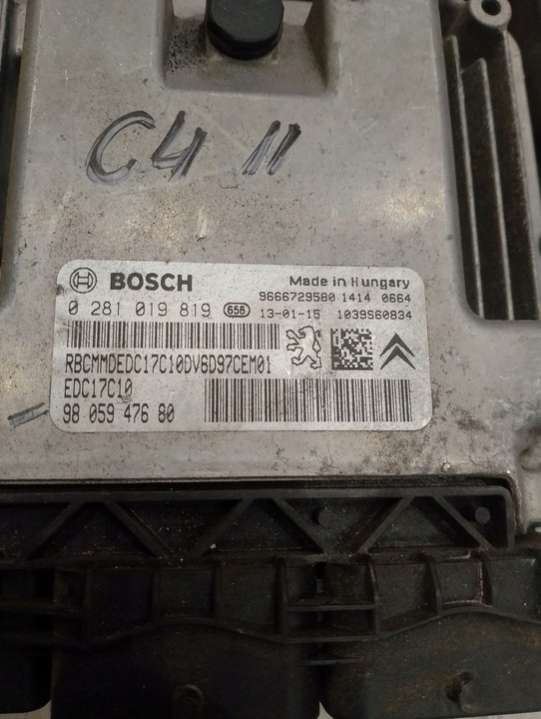 C4 II
BOSCH Made in Hungary
0 281 019 819 656 9666729580 1414 0664
13-01-15 1039S60834
RBCMMDEDC17C10DV6D97CEM01
EDC17C10
98 059 476 80